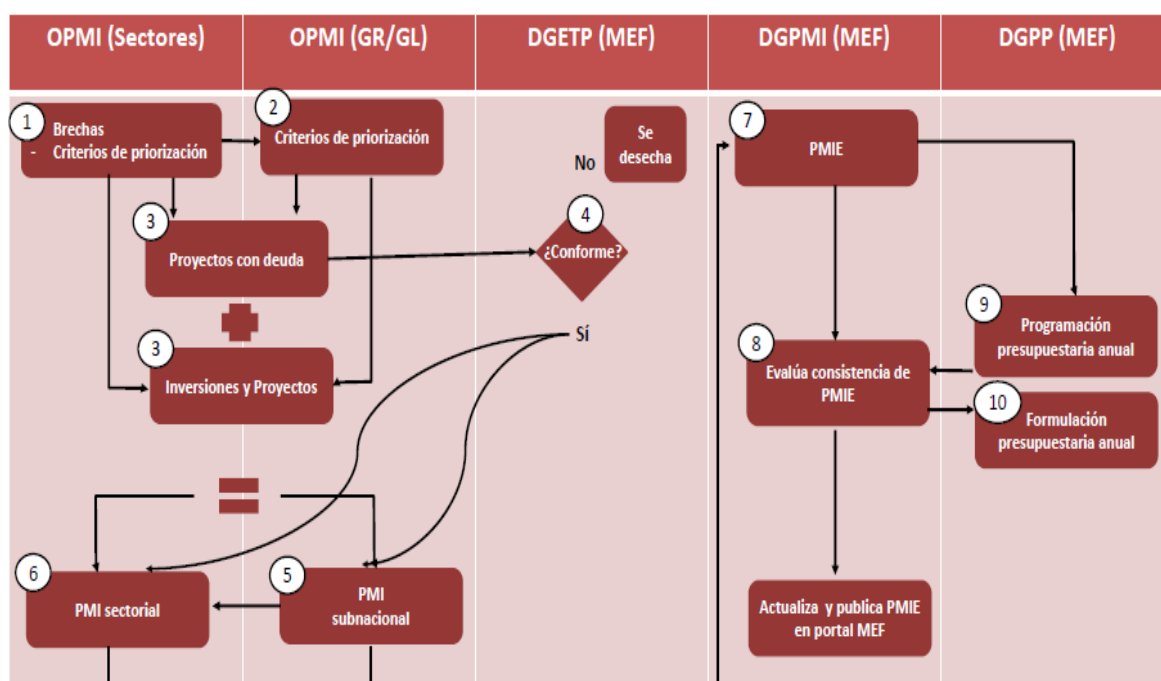 OPMI (Sectores)
OPMI (GR/GL)
DGETP (MEF)
DGPMI (MEF)
DGPP (MEF)
1
Brechas
- Criterios de priorización
2
Criterios de priorización
No
Se
desecha
7
PMIE
3
Proyectos con deuda
4
¿Conforme?
3
Inversiones y Proyectos
Sí
8
Evalúa consistencia de
PMIE
9
Programación
presupuestaria anual
10
Formulación
presupuestaria anual
6
PMI sectorial
5
PMI
subnacional
Actualiza y publica PMIE
en portal MEF